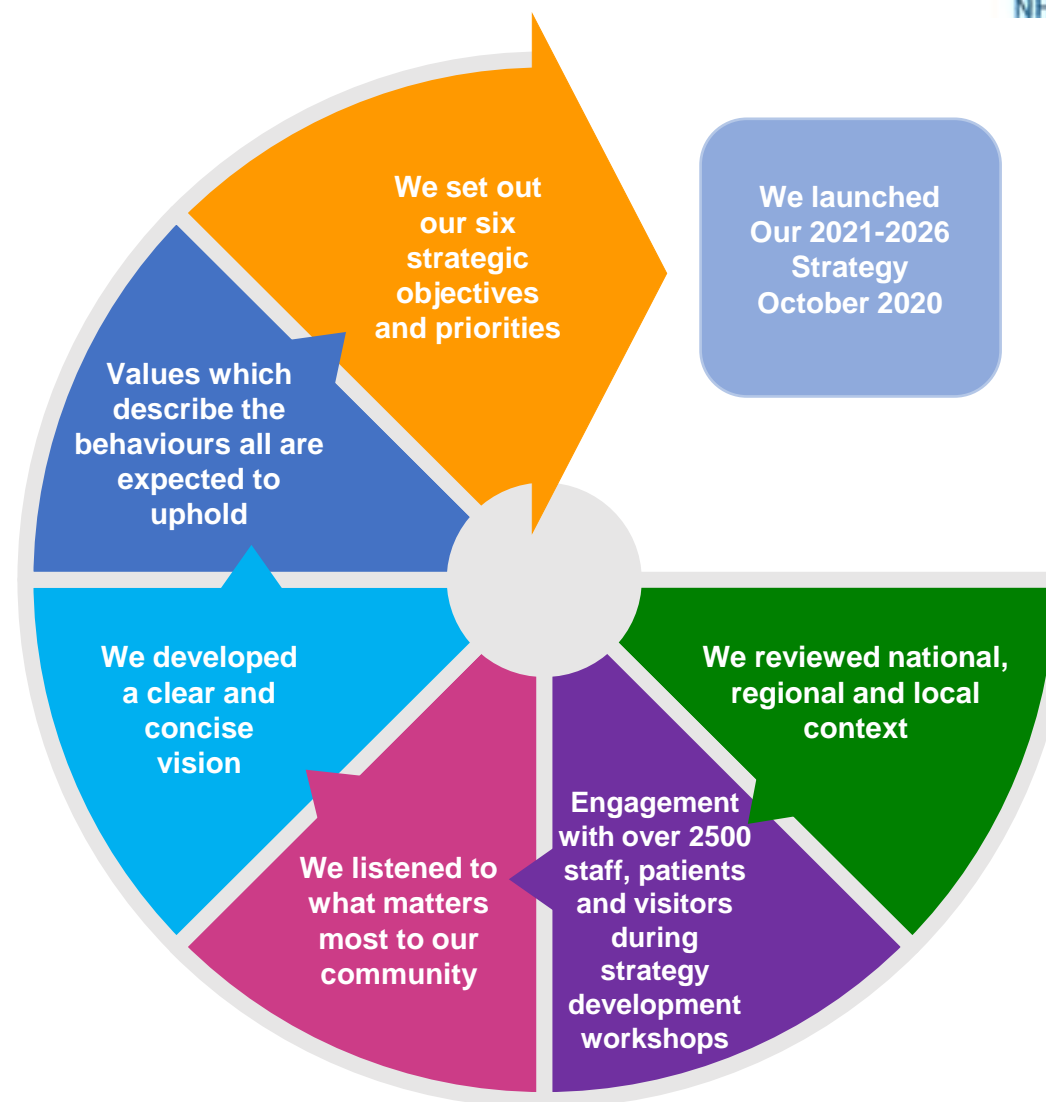 NH
We set out
our six
strategic
objectives
and priorities
We launched
Our 2021-2026
Strategy
October 2020
Values which
describe the
behaviours all are
expected to
uphold
We developed
a clear and
concise
vision
We reviewed national,
regional and local
context
We listened to
what matters
most to our
community
Engagement
with over 2500
staff, patients
and visitors
during
strategy
development
workshops